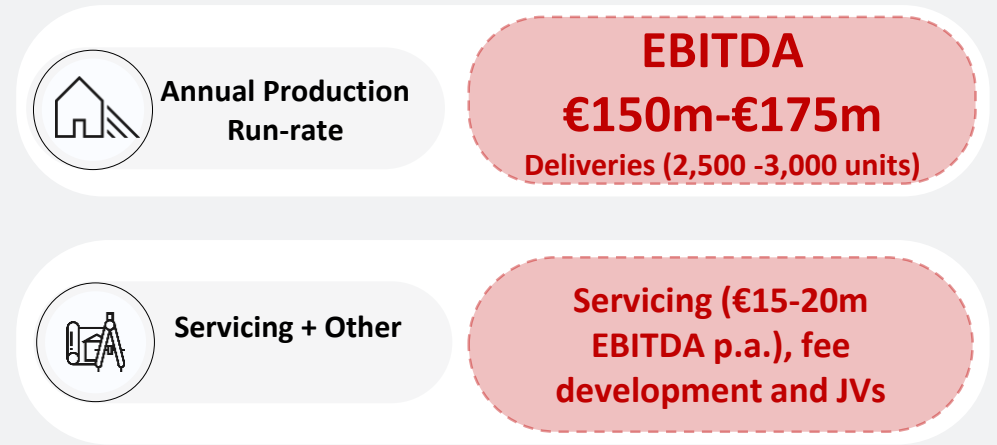 Annual Production
Run-rate
EBITDA
€150m-€175m
Deliveries (2,500 -3,000 units)
Servicing + Other
Servicing (€15-20m
EBITDA p.a.), fee
development and JVs